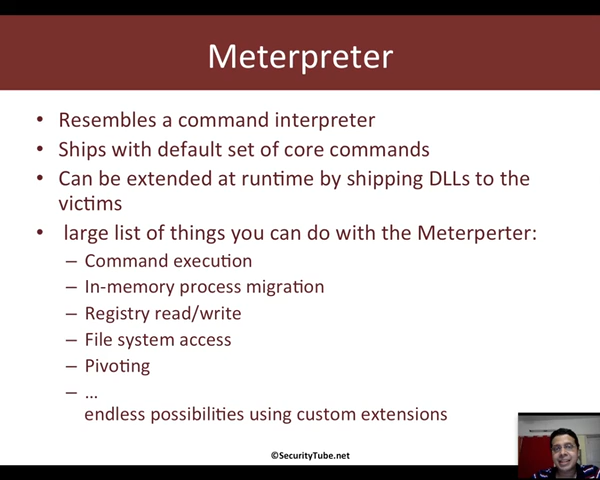 Meterpreter
• Resembles a command interpreter
• Ships with default set of core commands
• Can be extended at runtime by shipping DLLs to the
victims
• large list of things you can do with the Meterperter:
– Command execution
– In-memory process migration
– Registry read/write
– File system access
– Pivoting
– ...
endless possibilities using custom extensions
©SecurityTube.net